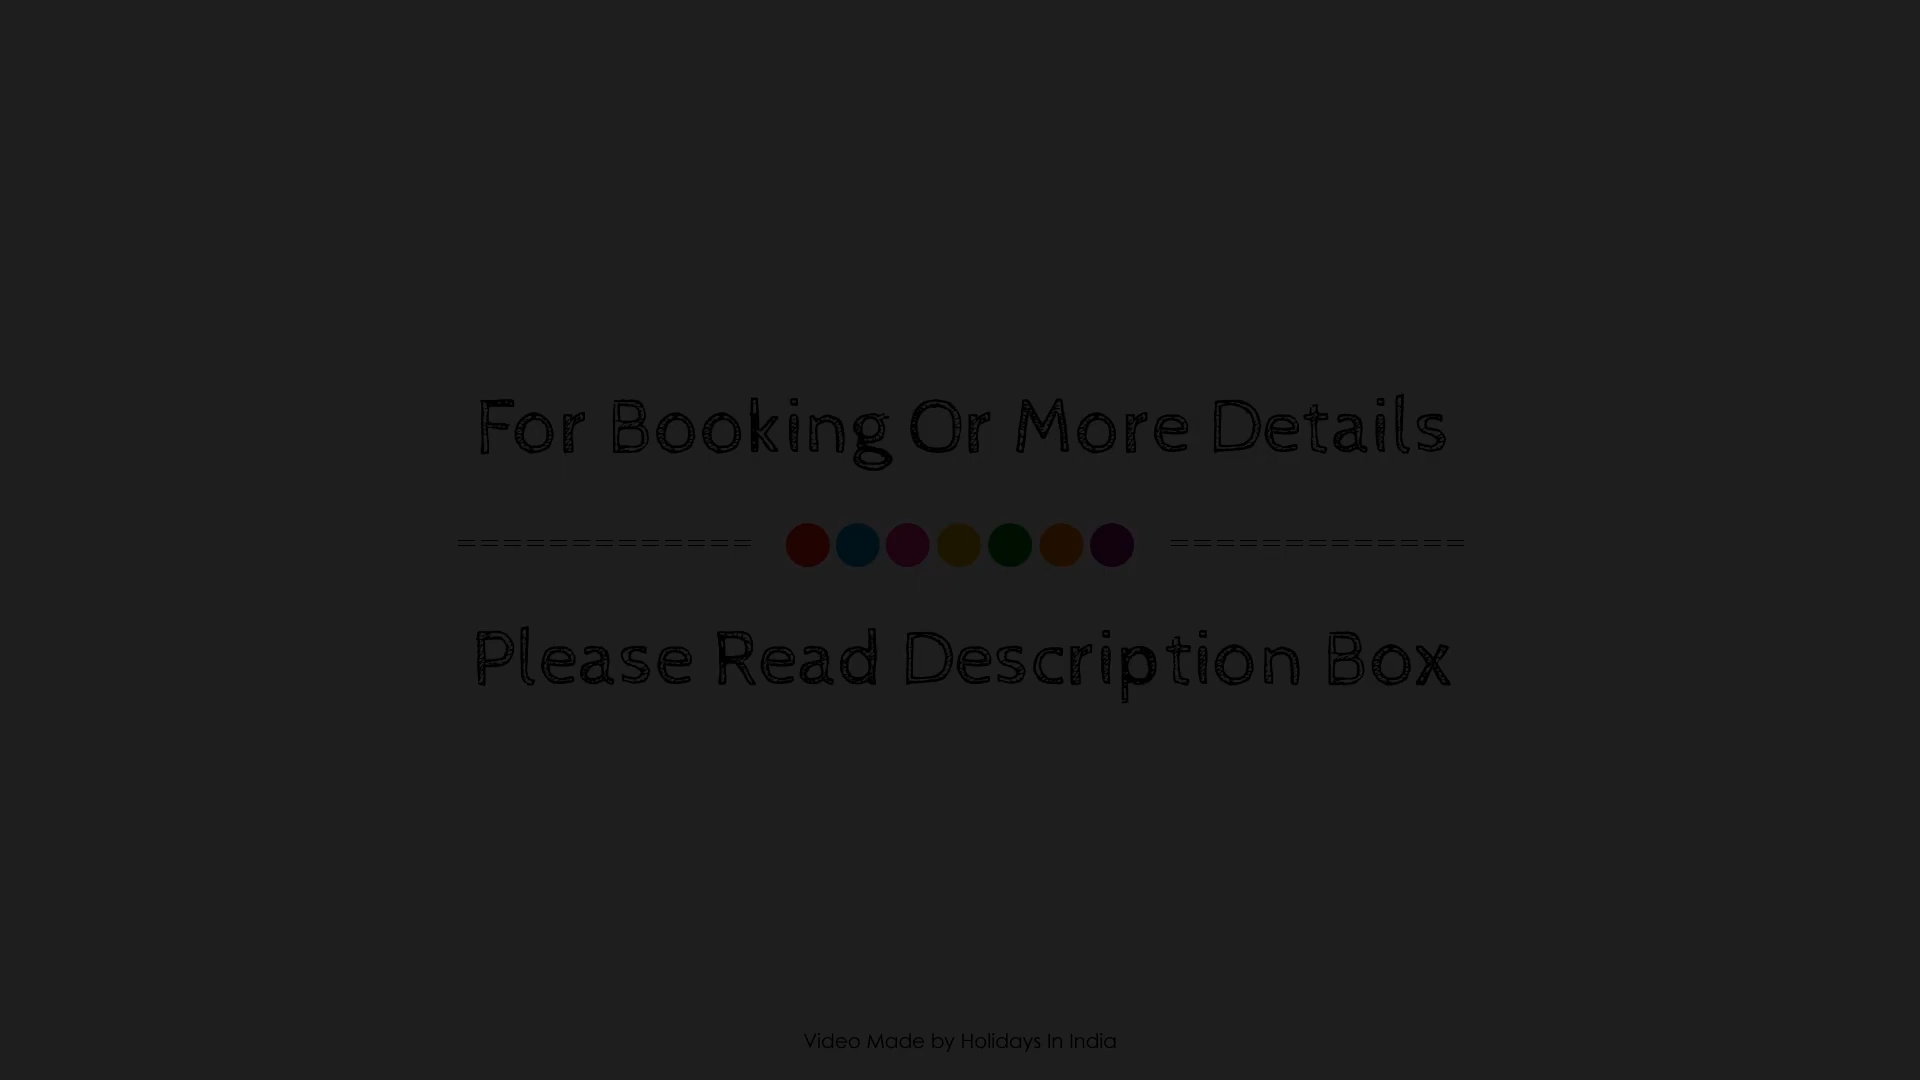 For Booking Or More Details
============= =============
Please Read Description Box
Video Made by Holidays In India